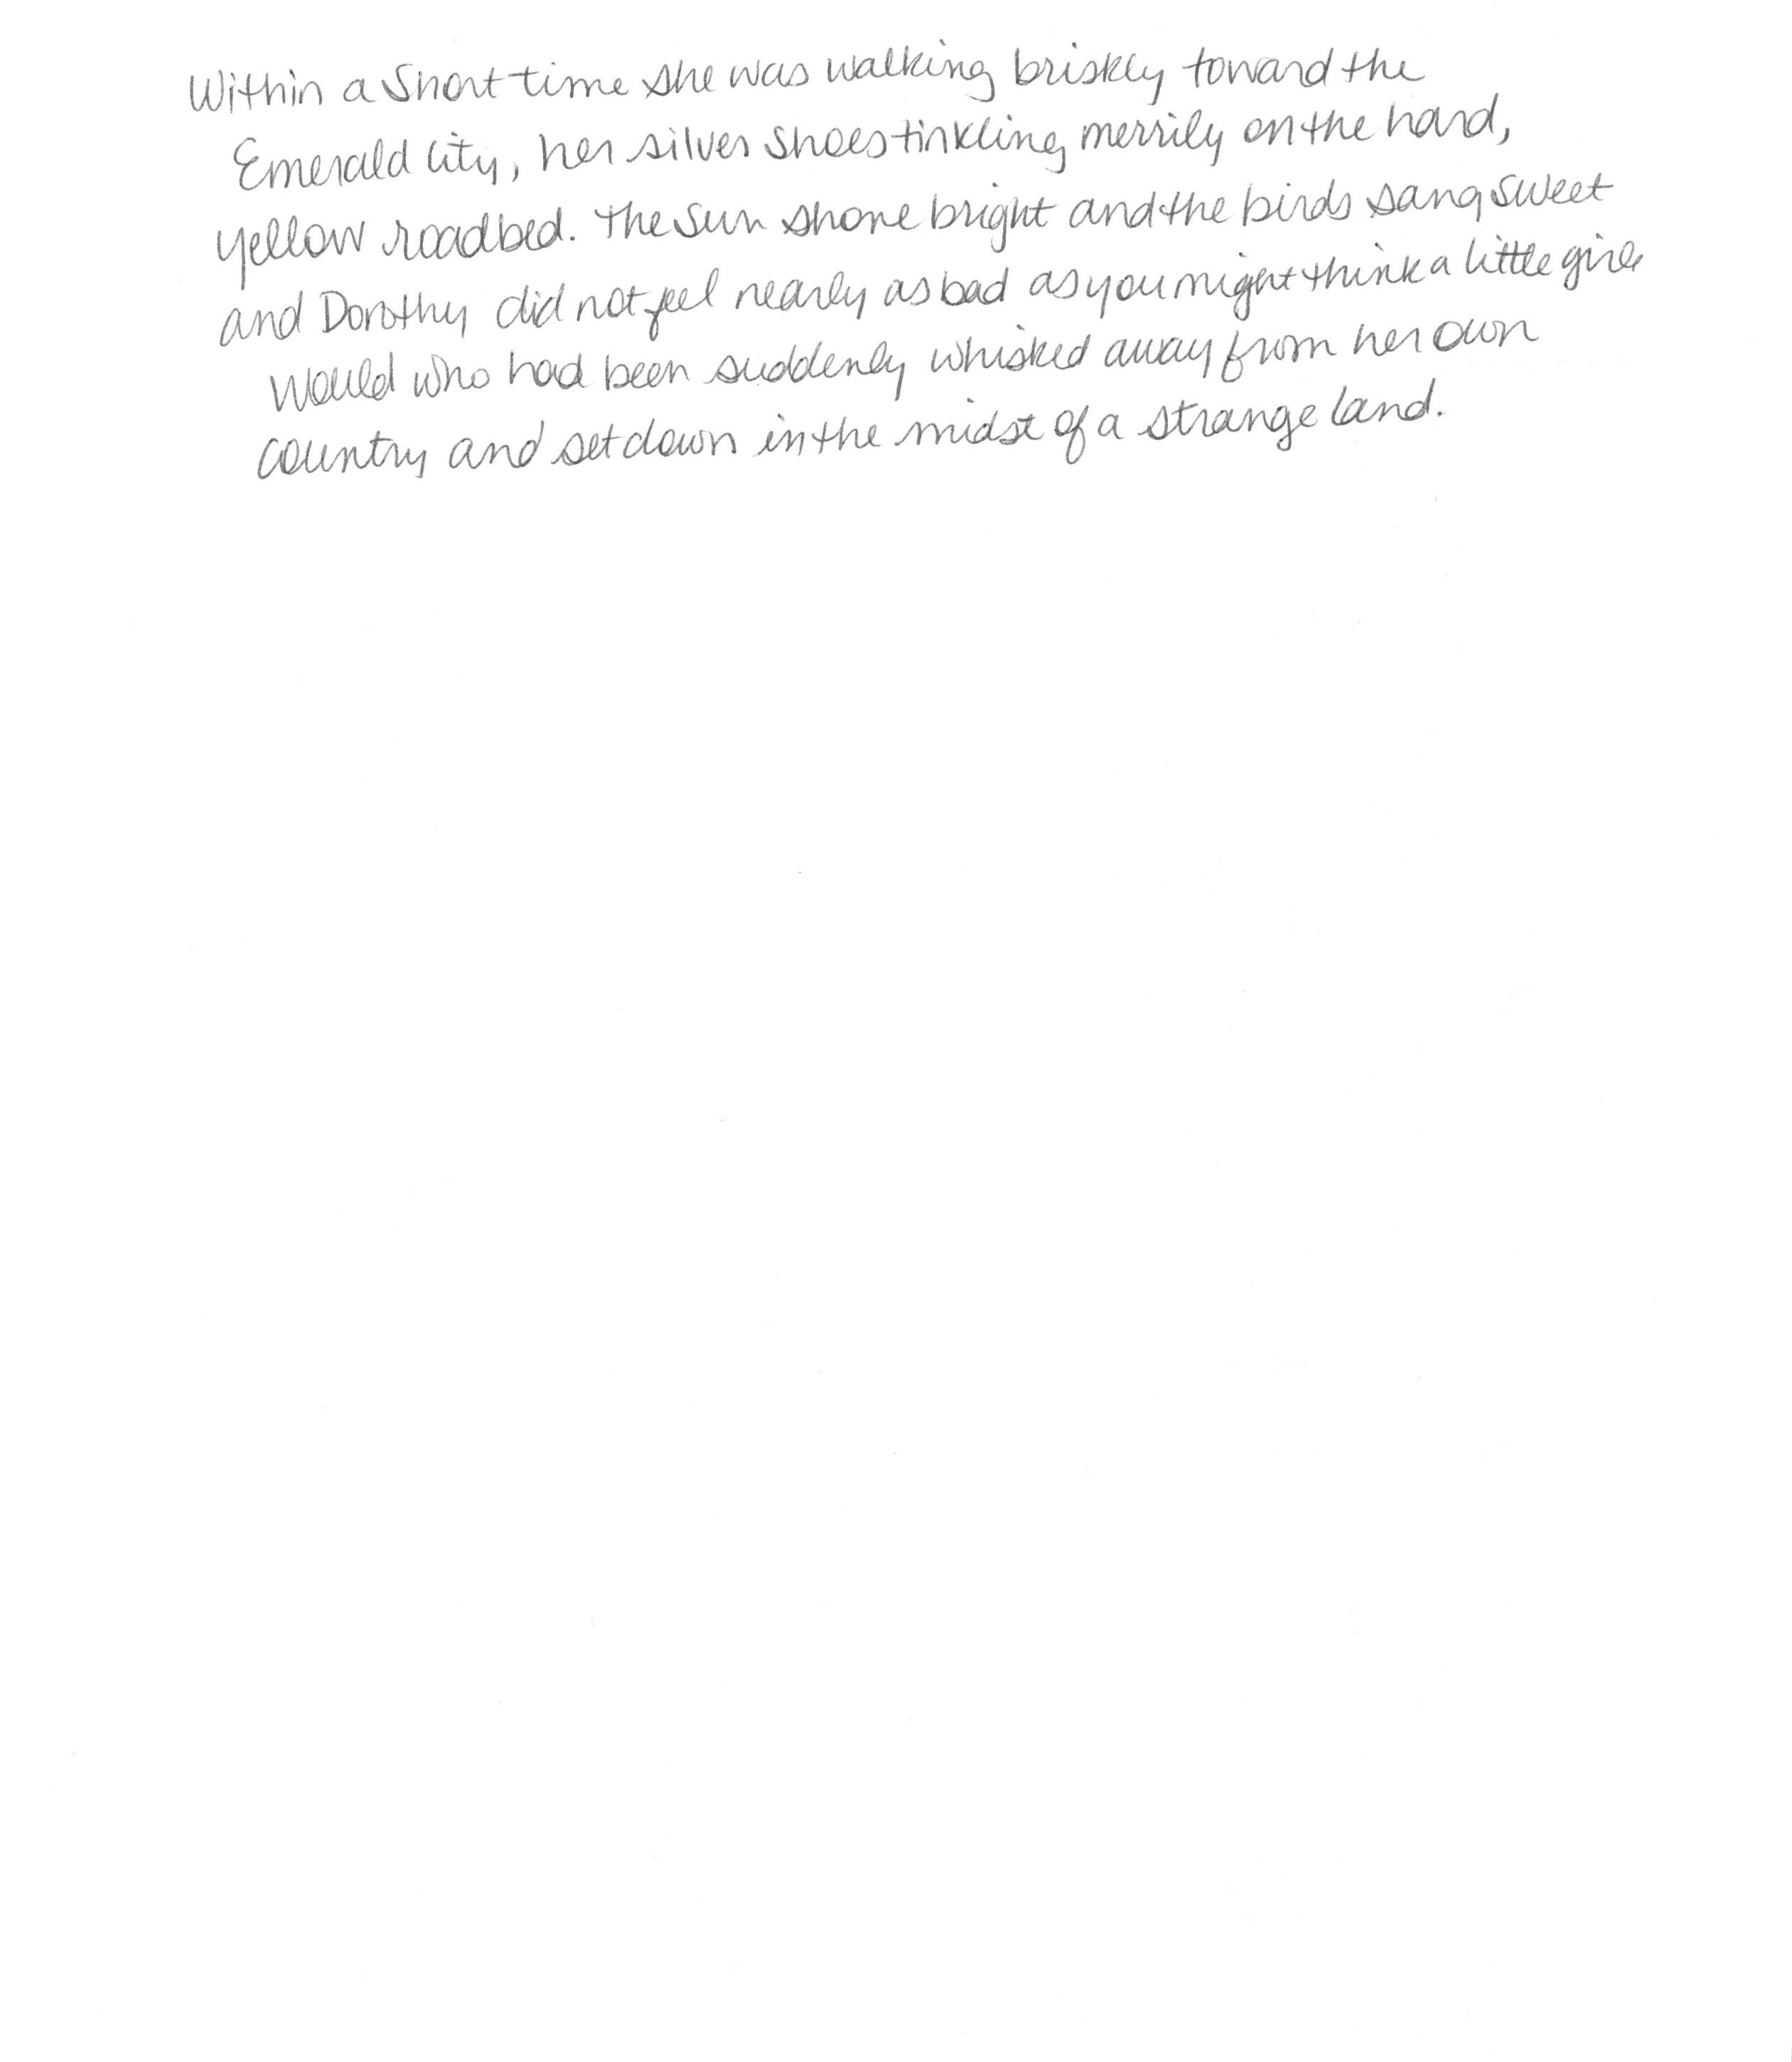 Within a short time she was walking briskly toward the
Emerald City, her silver shoes tinkling merrily on the hard,
yellow roadbed. The sun shone bright and the birds sang sweet
and Dorothy did not feel nearly as bad as you might think a little girl
would who had been suddenly whisked away from her own
country and set down in the midst of a strange land.